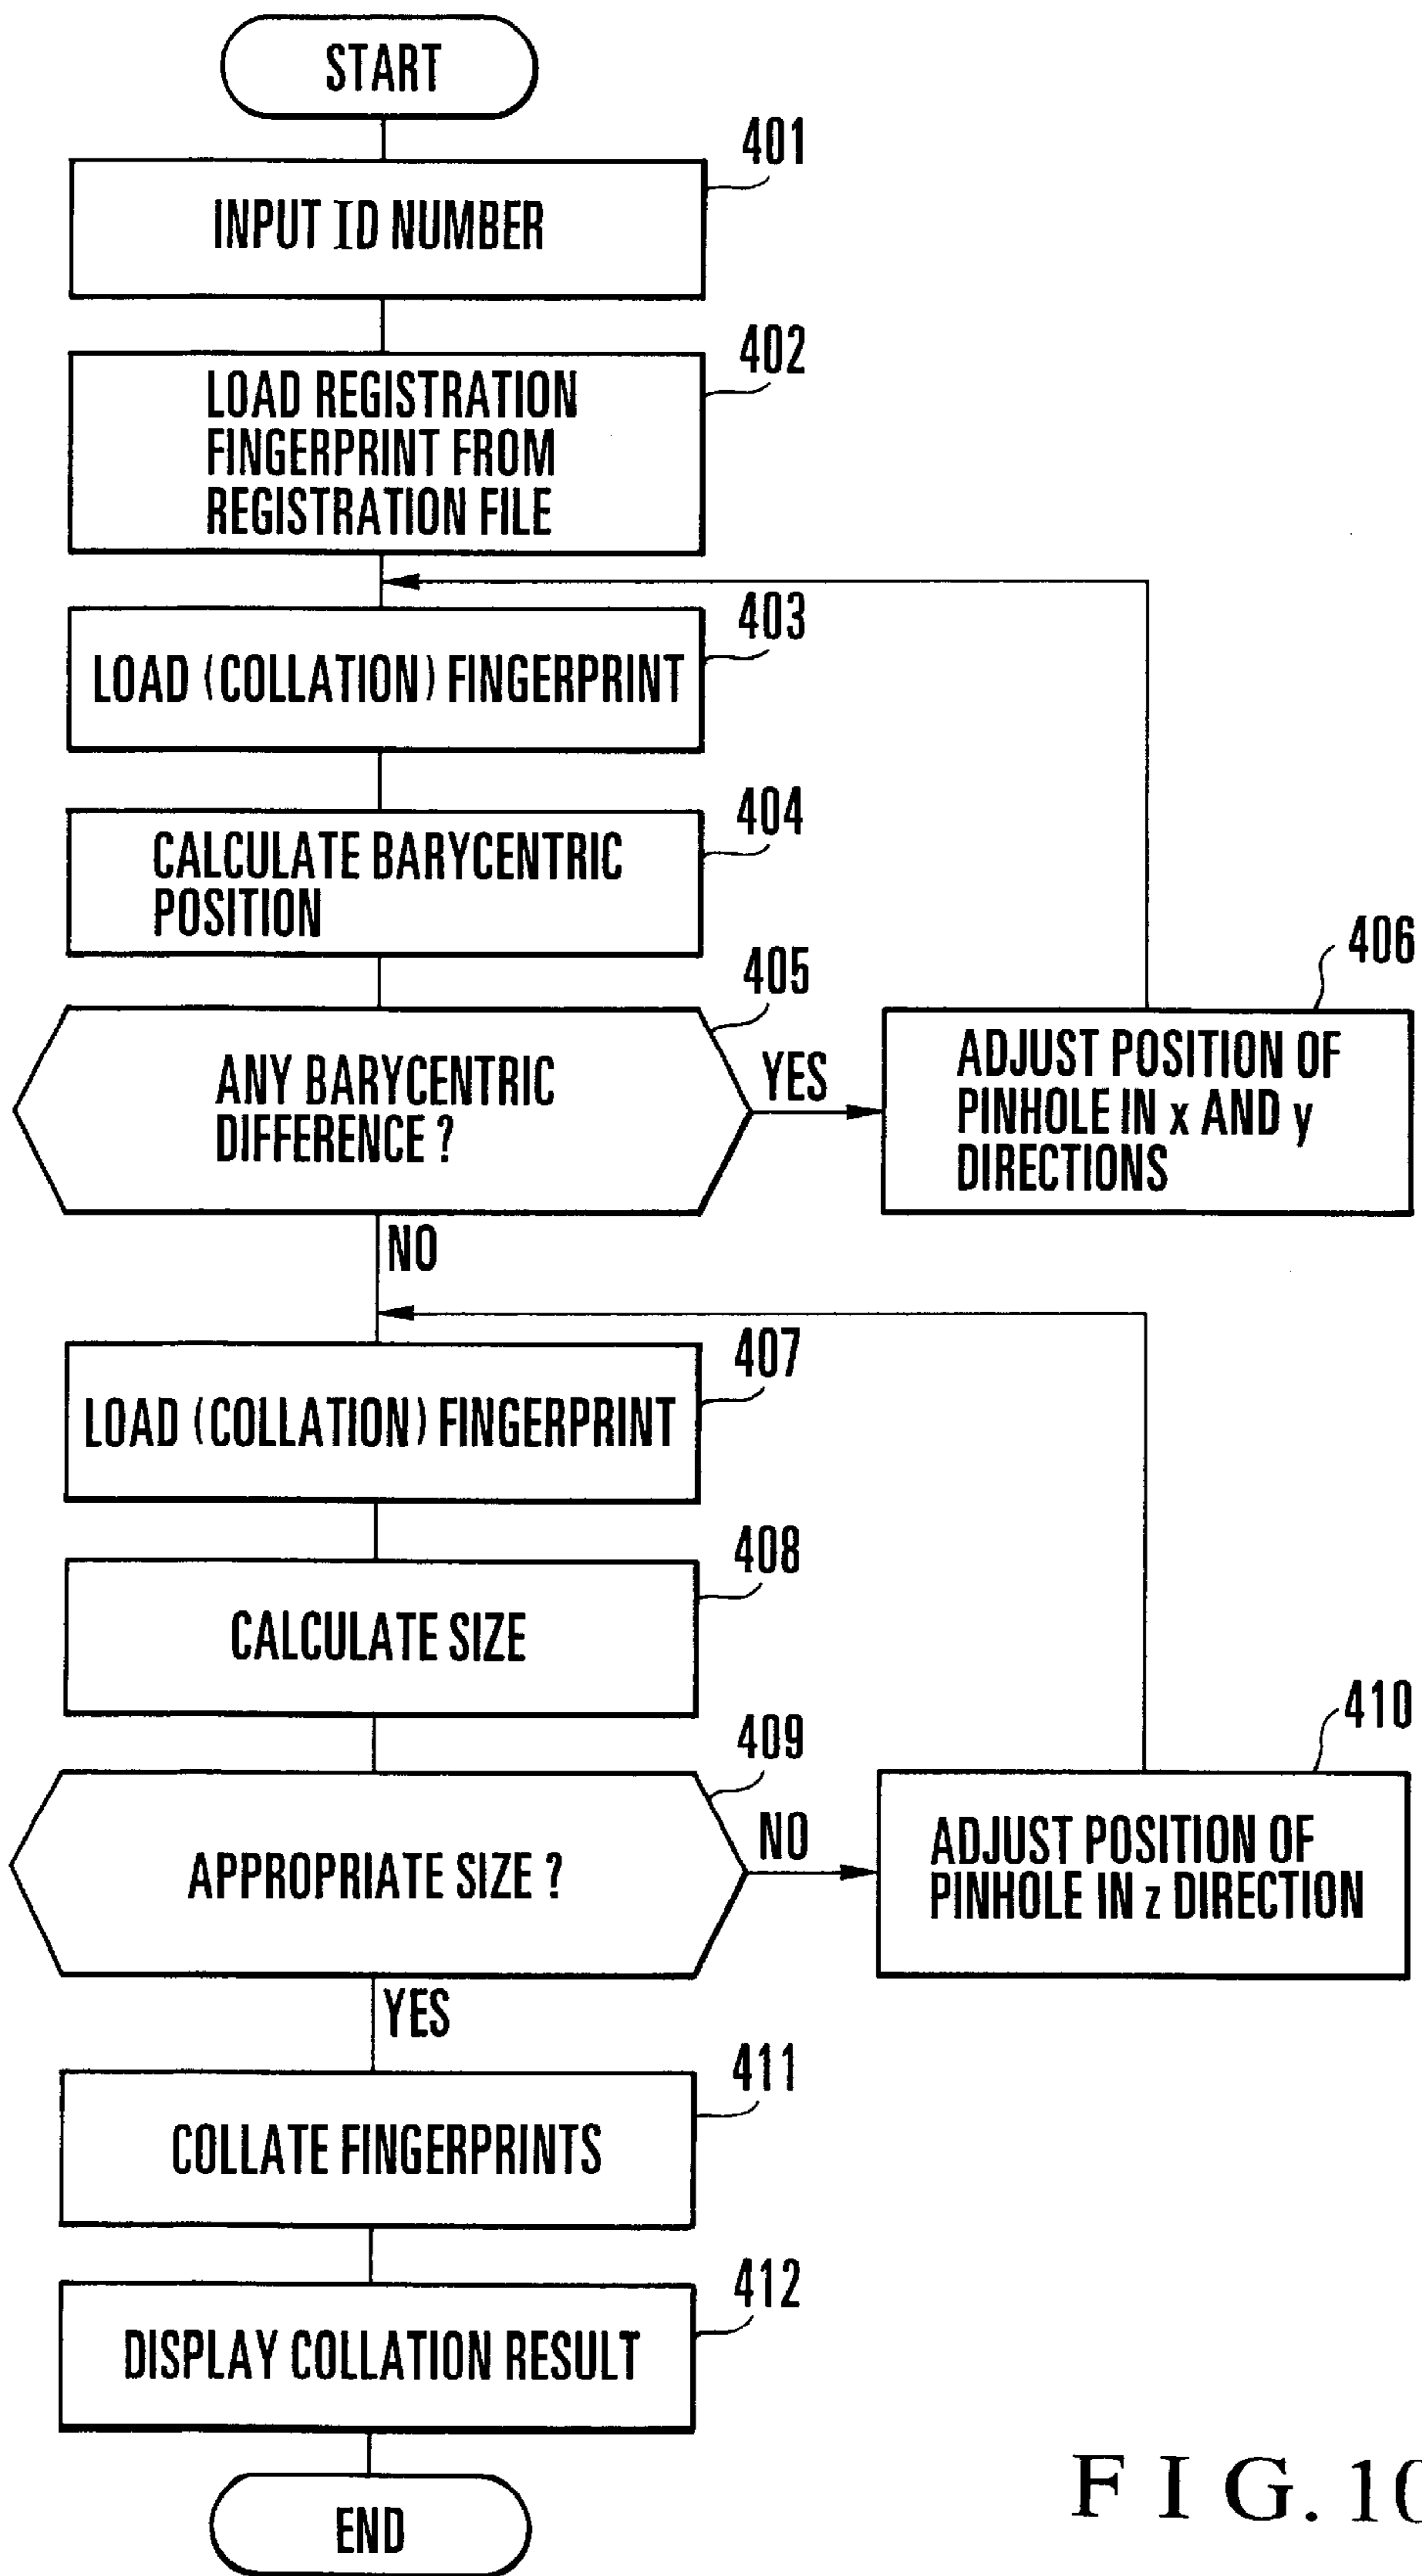 START
401
INPUT ID NUMBER
402
LOAD REGISTRATION
FINGERPRINT FROM
REGISTRATION FILE
403
LOAD (COLLATION) FINGERPRINT
404
CALCULATE BARYCENTRIC
POSITION
405
ANY BARYCENTRIC
DIFFERENCE ?
YES
406
ADJUST POSITION OF
PINHOLE IN x AND y
DIRECTIONS
NO
407
LOAD (COLLATION) FINGERPRINT
408
CALCULATE SIZE
409
APPROPRIATE SIZE ?
NO
410
ADJUST POSITION OF
PINHOLE IN z DIRECTION
YES
411
COLLATE FINGERPRINTS
412
DISPLAY COLLATION RESULT
END
FIG. 10